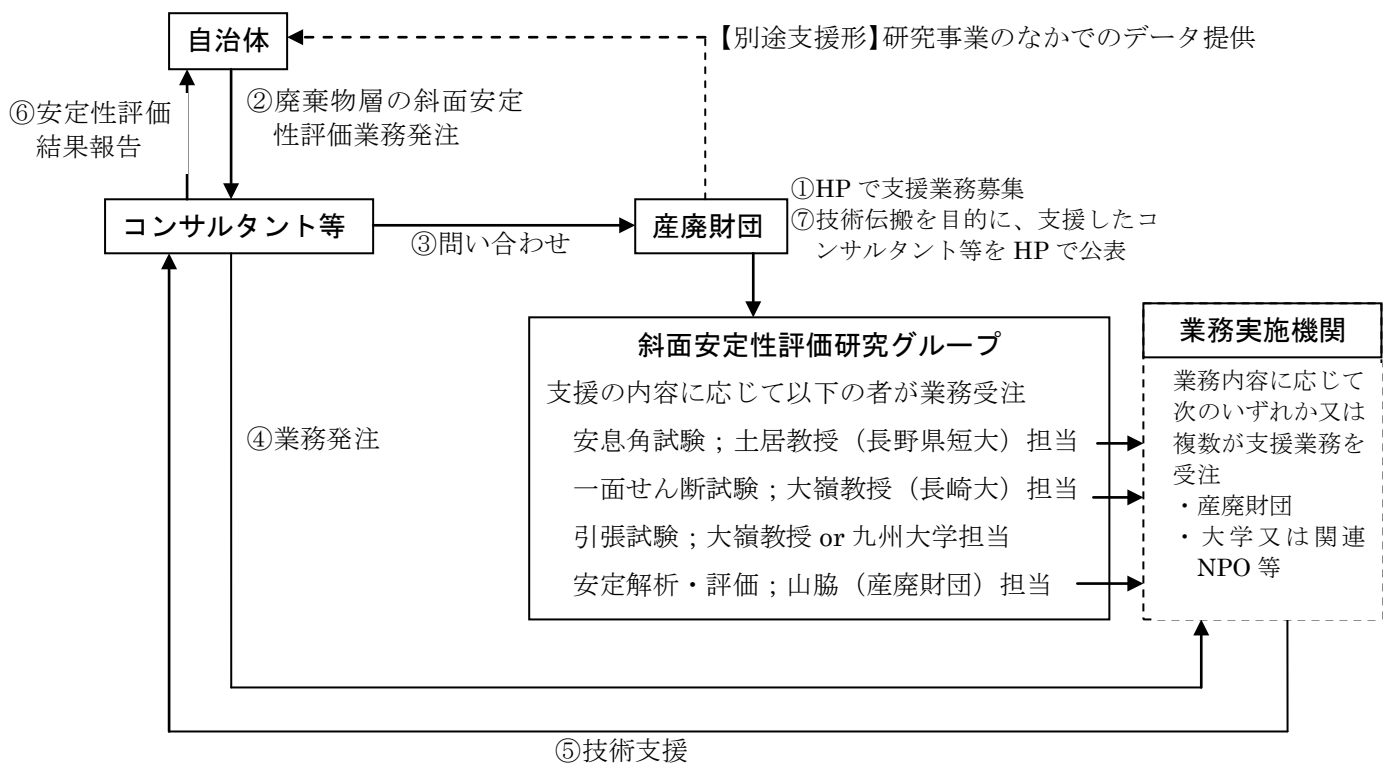 自治体
【別途支援形】研究事業のなかでのデータ提供
⑥安定性評価
結果報告
②廃棄物層の斜面安定
性評価業務発注
コンサルタント等
③問い合わせ
産廃財団
①HP で支援業務募集
⑦技術伝搬を目的に、支援したコ
ンサルタント等を HP で公表
斜面安定性評価研究グループ
支援の内容に応じて以下の者が業務受注
安息角試験；土居教授（長野県短大）担当
一面せん断試験；大嶺教授（長崎大）担当
引張試験；大嶺教授 or 九州大学担当
安定解析・評価；山脇（産廃財団）担当
業務実施機関
業務内容に応じて
次のいずれか又は
複数が支援業務を
受注
・産廃財団
・大学又は関連
NPO 等
④業務発注
⑤技術支援